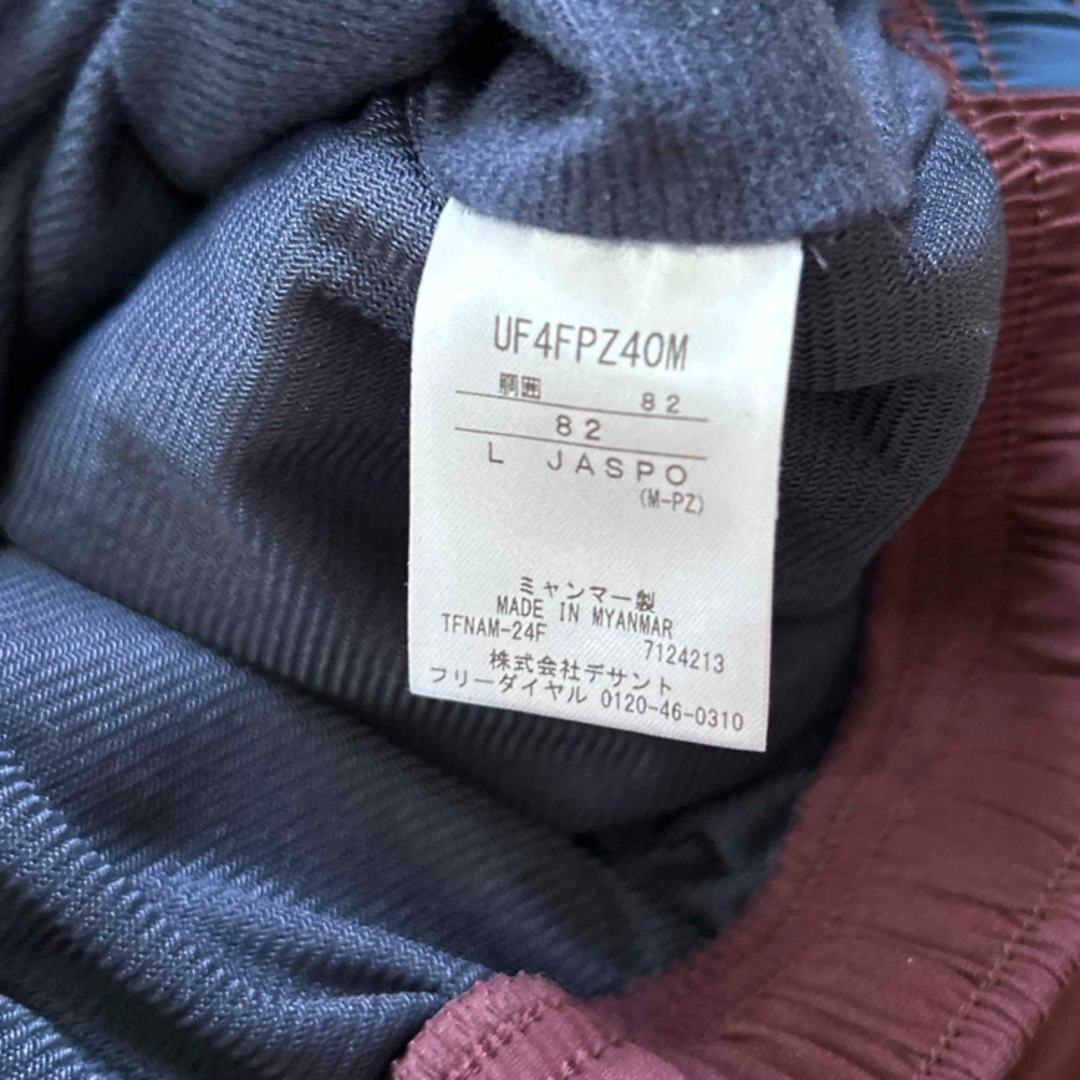 UF4FPZ40M
胴囲 82
82
L JASPO
(M-PZ)
ミャンマー製
MADE IN MYANMAR
TFNAM-24F
7124213
株式会社デサント
フリーダイヤル 0120-46-0310